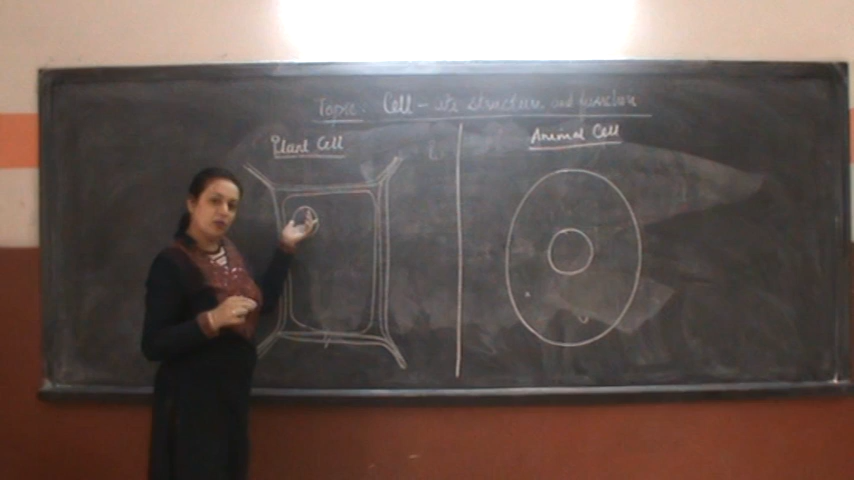 Topic: Cell - its structure and function
Plant Cell
Animal Cell